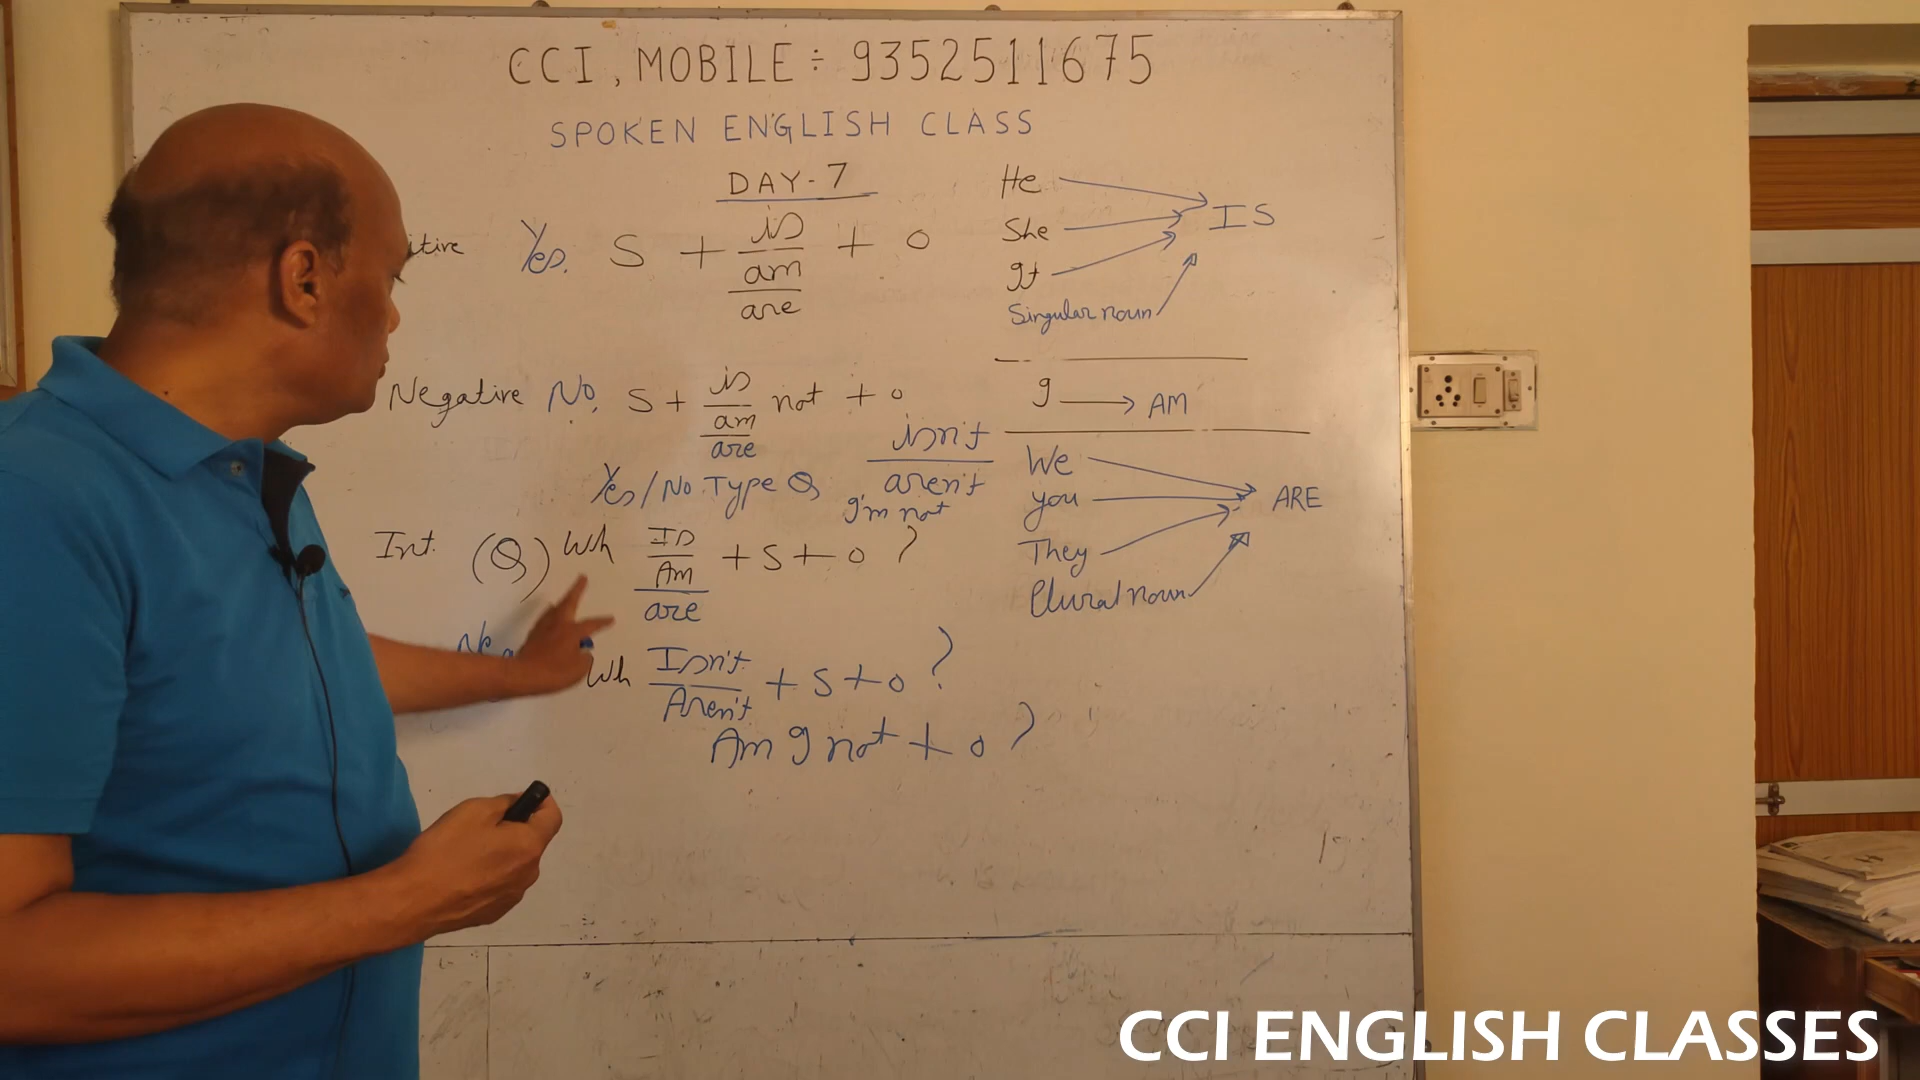 CCI, MOBILE ÷ 9352511675
SPOKEN ENGLISH CLASS
DAY-7
itive Yes. S + is/am/are + O
Negative No. S + is/am/are not + O
isn't
aren't
I'm not
Yes/No Type Q
Int. (Q) Wh Is/Am/are + S + O ?
Wh Isn't/Aren't + S + O ?
Am I not + O ?
He
She
It
Singular noun
IS
I → AM
We
you
They
Plural noun
ARE
CCI ENGLISH CLASSES